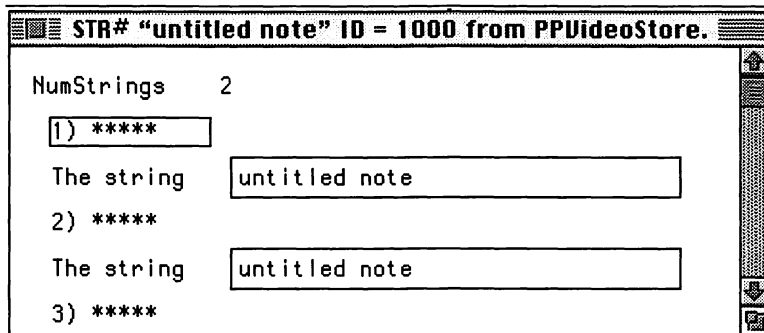 STR# “untitled note” ID = 1000 from PPVideoStore.
NumStrings 2
1) *****
The string untitled note
2) *****
The string untitled note
3) *****